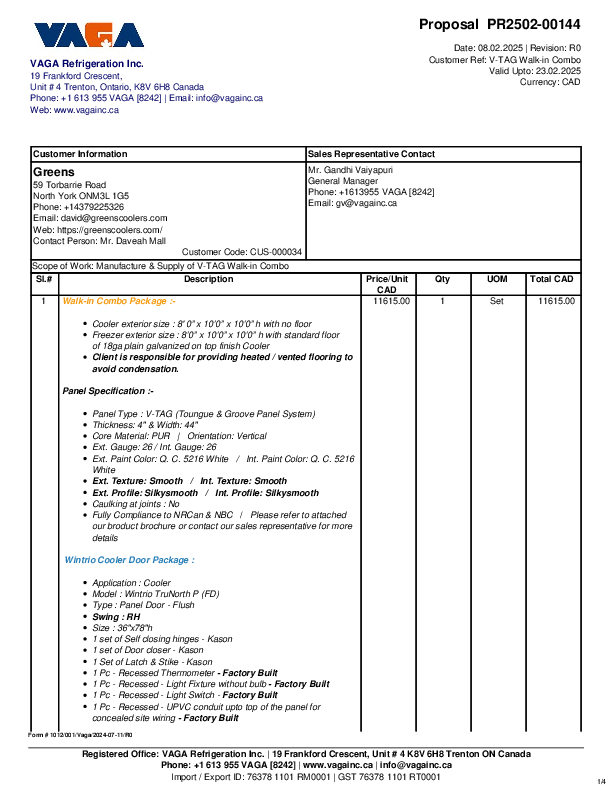 VAGA
Proposal PR2502-00144
Date: 08.02.2025 | Revision: R0
Customer Ref: V-TAG Walk-in Combo
Valid Upto: 23.02.2025
Currency: CAD
VAGA Refrigeration Inc.
19 Frankford Crescent,
Unit # 4 Trenton, Ontario, K8V 6H8 Canada
Phone: +1 613 955 VAGA [8242] | Email: info@vagainc.ca
Web: www.vagainc.ca
Customer Information
Sales Representative Contact
Greens
59 Torbarrie Road
North York ONM3L 1G5
Phone: +14379225326
Email: david@greenscoolers.com
Web: https://greenscoolers.com/
Contact Person: Mr. Daveah Mall
Customer Code: CUS-000034
Mr. Gandhi Vaiyapuri
General Manager
Phone: +1613955 VAGA [8242]
Email: gv@vagainc.ca
Scope of Work: Manufacture & Supply of V-TAG Walk-in Combo
Sl.# Description Price/Unit CAD Qty UOM Total CAD
1 Walk-in Combo Package :- 11615.00 1 Set 11615.00
• Cooler exterior size : 8' 0" x 10'0" x 10'0" h with no floor
• Freezer exterior size : 8'0" x 10'0" x 10'0" h with standard floor
of 18ga plain galvanized on top finish Cooler
• Client is responsible for providing heated / vented flooring to
avoid condensation.
Panel Specification :-
• Panel Type : V-TAG (Toungue & Groove Panel System)
• Thickness: 4" & Width: 44"
• Core Material: PUR | Orientation: Vertical
• Ext. Gauge: 26 / Int. Gauge: 26
• Ext. Paint Color: Q. C. 5216 White / Int. Paint Color: Q. C. 5216
White
• Ext. Texture: Smooth / Int. Texture: Smooth
• Ext. Profile: Silkysmooth / Int. Profile: Silkysmooth
• Caulking at joints : No
• Fully Compliance to NRCan & NBC / Please refer to attached
our product brochure or contact our sales representative for more
details
Wintrio Cooler Door Package :
• Application : Cooler
• Model : Wintrio TruNorth P (FD)
• Type : Panel Door - Flush
• Swing : RH
• Size : 36"x78"h
• 1 set of Self closing hinges - Kason
• 1 set of Door closer - Kason
• 1 Set of Latch & Stike - Kason
• 1 Pc - Recessed Thermometer - Factory Built
• 1 Pc - Recessed - Light Fixture without bulb - Factory Built
• 1 Pc - Recessed - Light Switch - Factory Built
• 1 Pc - Recessed - UPVC conduit upto top of the panel for
concealed site wiring - Factory Built
Form # 1012/001/Vaga/2024-07-11/R0
Registered Office: VAGA Refrigeration Inc. | 19 Frankford Crescent, Unit # 4 K8V 6H8 Trenton ON Canada
Phone: +1 613 955 VAGA [8242] | www.vagainc.ca | info@vagainc.ca
Import / Export ID: 76378 1101 RM0001 | GST 76378 1101 RT0001
1/4